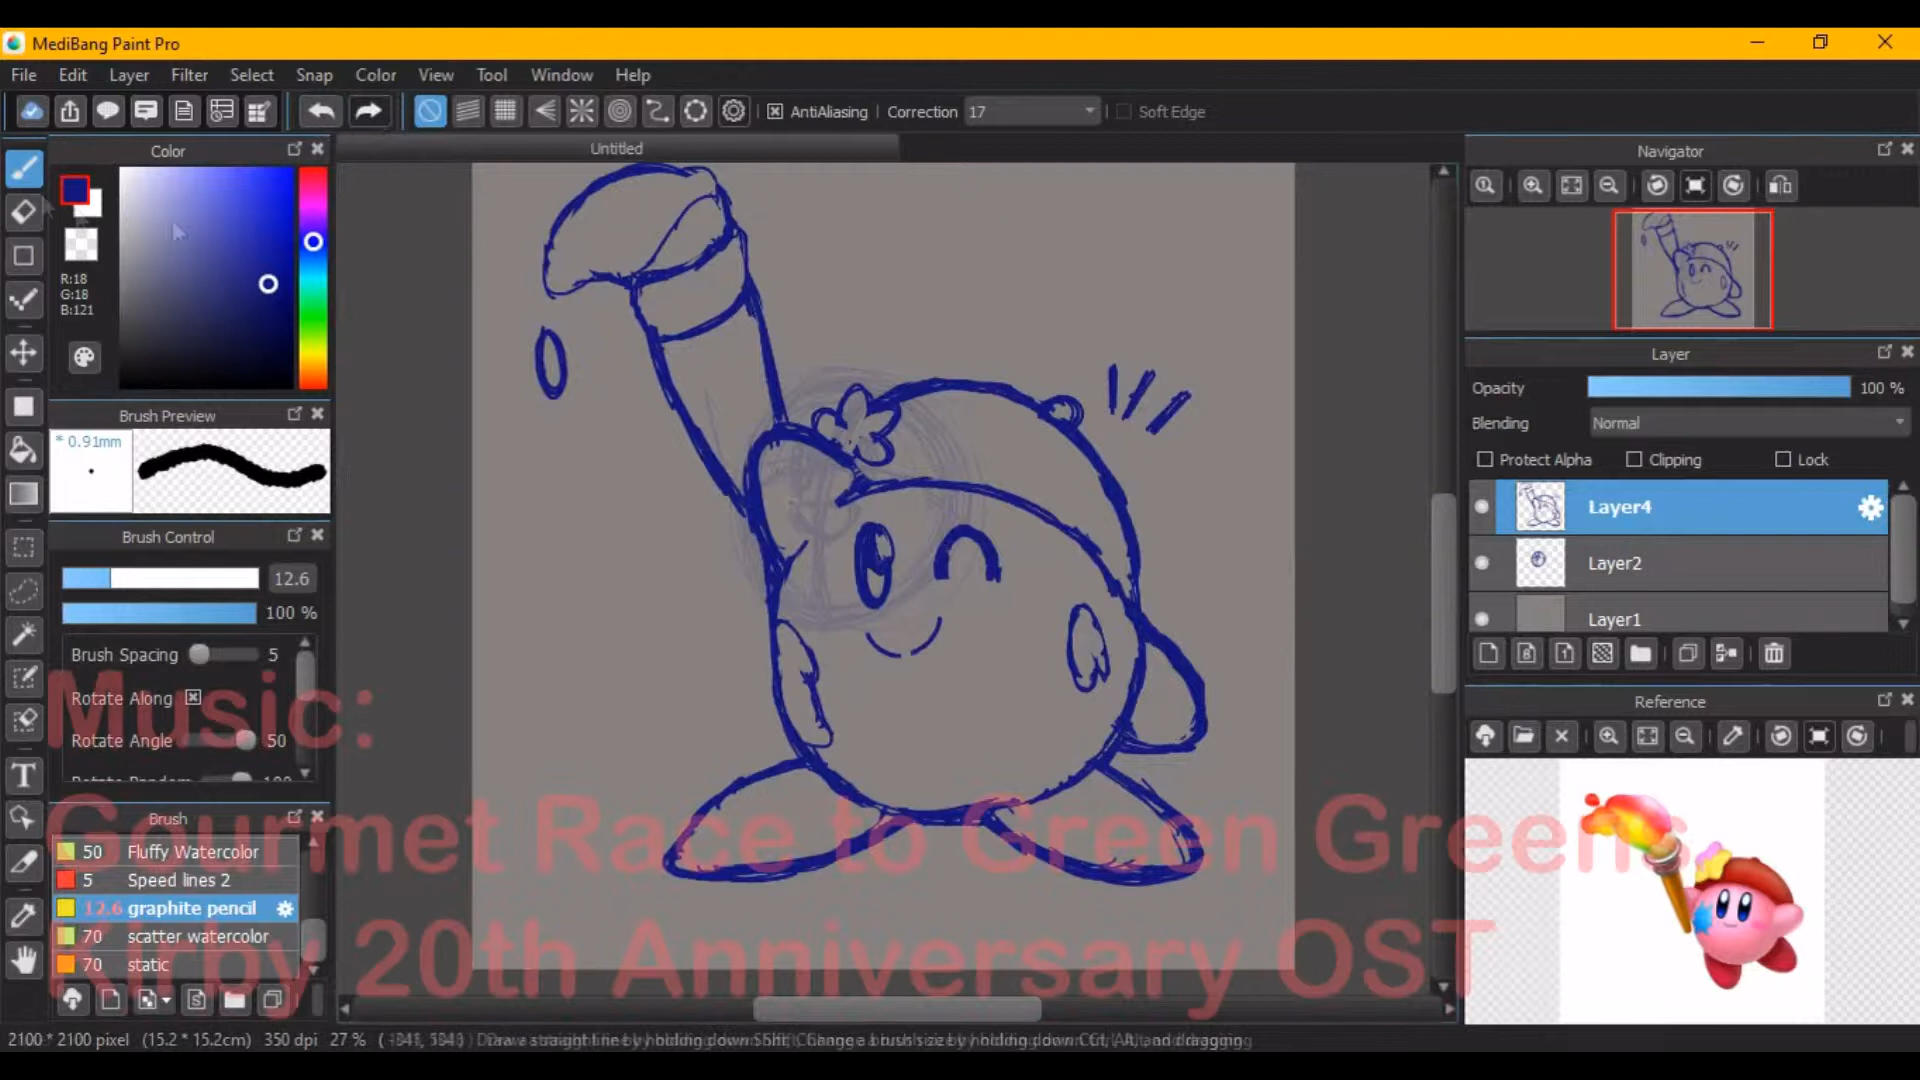 MediBang Paint Pro
File Edit Layer Filter Select Snap Color View Tool Window Help
AntiAliasing Correction 17 Soft Edge
Color
Untitled
Navigator
R:18
G:18
B:121
Layer
Opacity 100 %
Blending Normal
Protect Alpha Clipping Lock
Brush Preview
* 0.91mm
Layer4
Layer2
Layer1
Brush Control
12.6
100 %
Brush Spacing 5
Rotate Along
Rotate Angle 50
Rotate Random 100
Reference
Music:
Gourmet Race to Green Greens
Kirby 20th Anniversary OST
Brush
50 Fluffy Watercolor
5 Speed lines 2
12.6 graphite pencil
70 scatter watercolor
70 static
2100 * 2100 pixel (15.2 * 15.2cm) 350 dpi 27 %